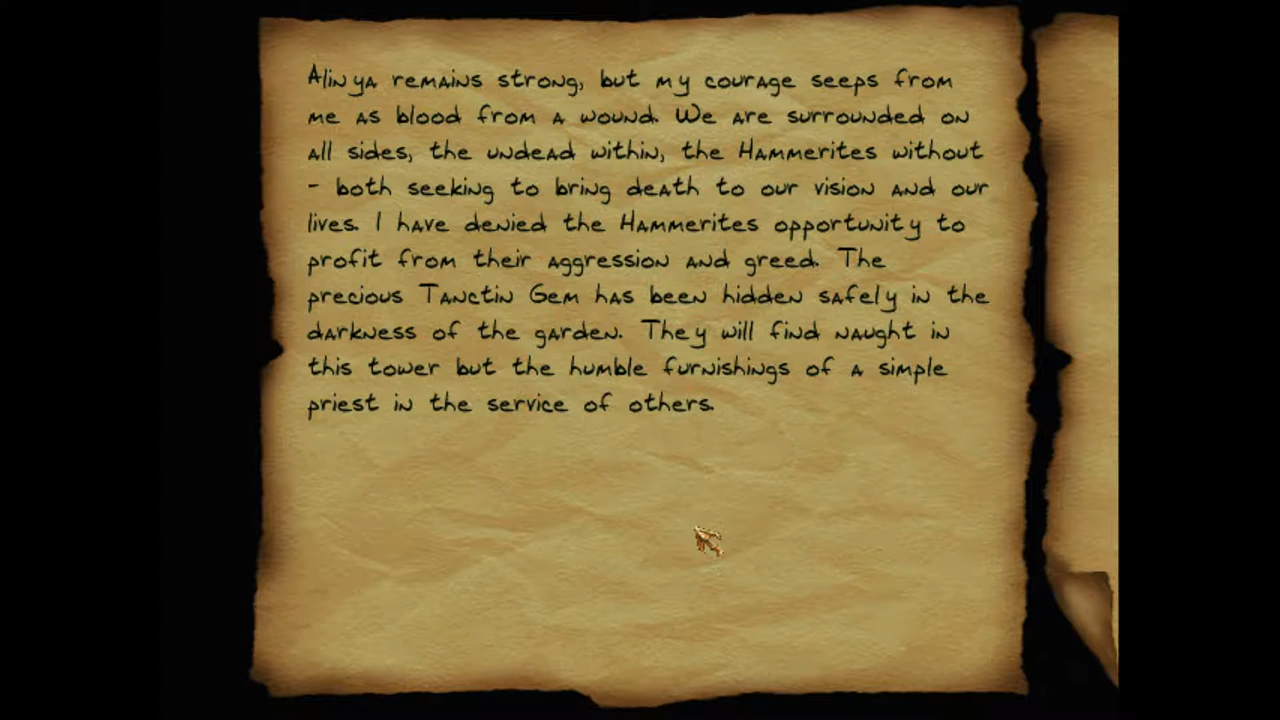 Alinya remains strong, but my courage seeps from
me as blood from a wound. We are surrounded on
all sides, the undead within, the Hammerites without
- both seeking to bring death to our vision and our
lives. I have denied the Hammerites opportunity to
profit from their aggression and greed. The
precious Tanctin Gem has been hidden safely in the
darkness of the garden. They will find naught in
this tower but the humble furnishings of a simple
priest in the service of others.